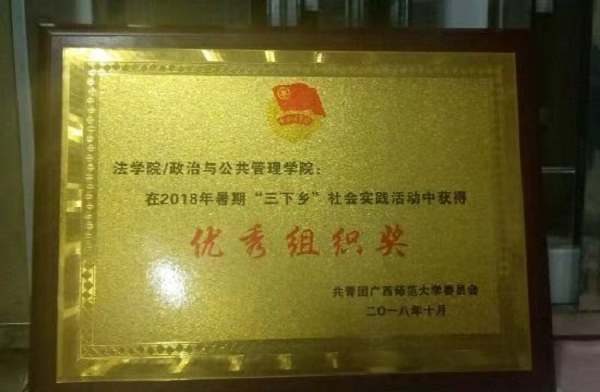 法学院/政治与公共管理学院：
在2018年暑期“三下乡”社会实践活动中获得
优秀组织奖
共青团广西师范大学委员会
二〇一八年十月